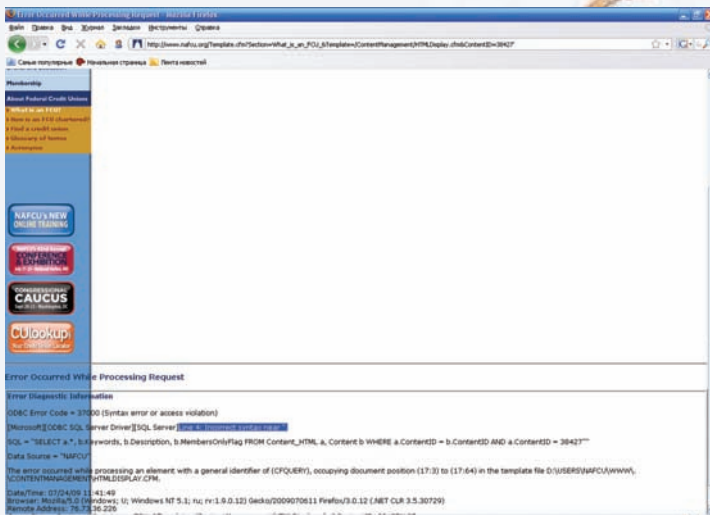 Error Occurred While Processing Request - Mozilla Firefox
Файл Правка Вид Журнал Закладки Инструменты Справка
http://www.nafcu.org/Template.cfm?Section=What_is_an_FCU_&Template=/ContentManagement/HTMLDisplay.cfm&ContentID=38427'
Самые популярные Начальная страница Лента новостей
Membership
About Federal Credit Unions
What is an FCU?
How is an FCU chartered?
Find a credit union
Glossary of terms
Acronyms
NAFCU's NEW
ONLINE TRAINING
CONFERENCE
& EXHIBITION
CONGRESSIONAL
CAUCUS
CUlookup
Your Credit Union Locator
Error Occurred While Processing Request
Error Diagnostic Information
ODBC Error Code = 37000 (Syntax error or access violation)
[Microsoft][ODBC SQL Server Driver][SQL Server]Line 4: Incorrect syntax near ''.
SQL = "SELECT a.*, b.Keywords, b.Description, b.MembersOnlyFlag FROM Content_HTML a, Content b WHERE a.ContentID = b.ContentID AND a.ContentID = 38427'"
Data Source = "NAFCU"
The error occurred while processing an element with a general identifier of (CFQUERY), occupying document position (17:3) to (17:64) in the template file D:\USERS\NAFCU\WWW\.
\CONTENTMANAGEMENT\HTMLDISPLAY.CFM.
Date/Time: 07/24/09 11:41:49
Browser: Mozilla/5.0 (Windows; U; Windows NT 5.1; ru; rv:1.9.0.12) Gecko/2009070611 Firefox/3.0.12 (.NET CLR 3.5.30729)
Remote Address: 76.73.36.226